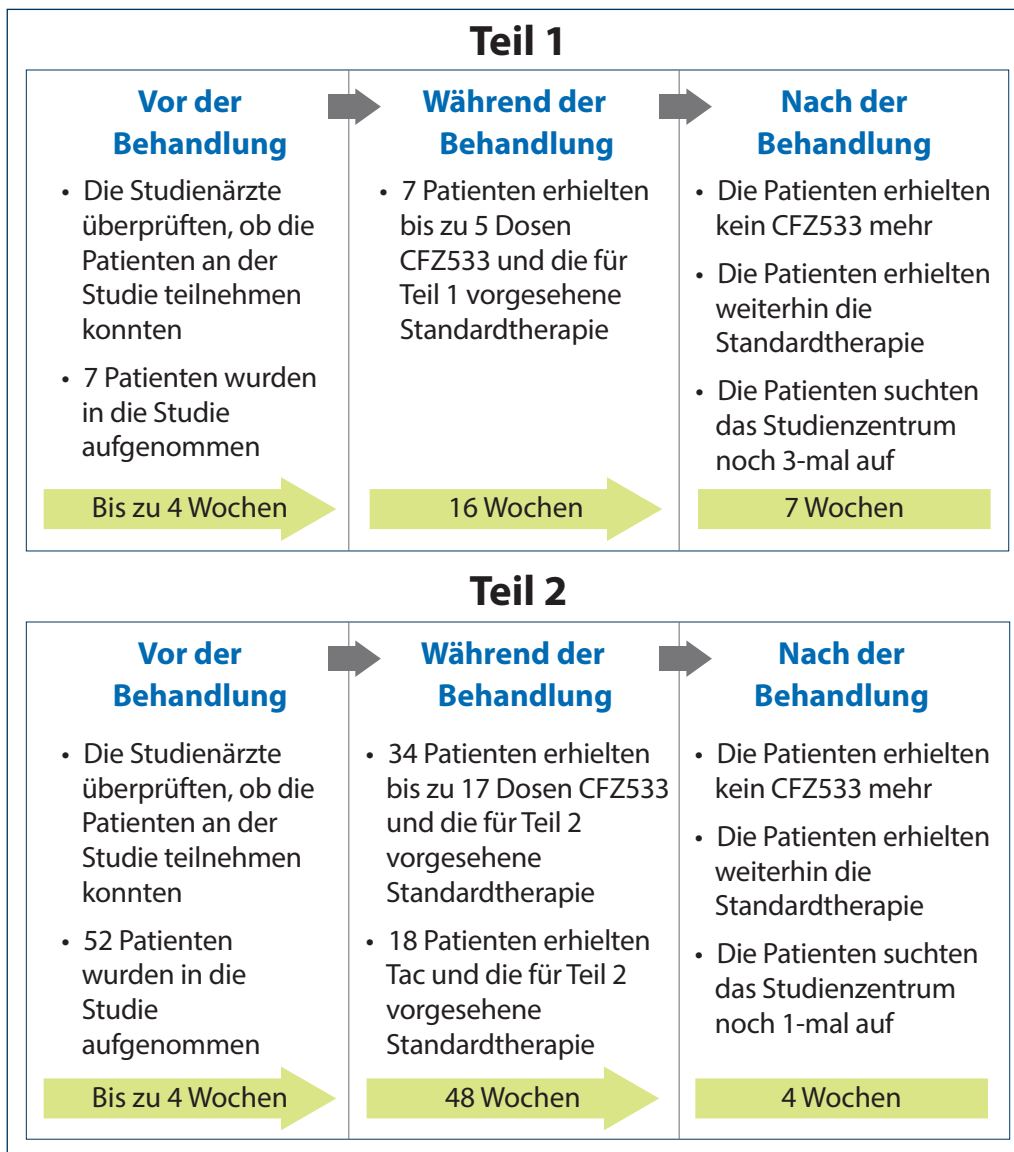 Teil 1
Vor der
Behandlung
• Die Studienärzte
überprüften, ob die
Patienten an der
Studie teilnehmen
konnten
• 7 Patienten wurden
in die Studie
aufgenommen
Bis zu 4 Wochen
Während der
Behandlung
• 7 Patienten erhielten
bis zu 5 Dosen
CFZ533 und die für
Teil 1 vorgesehene
Standardtherapie
16 Wochen
Nach der
Behandlung
• Die Patienten erhielten
kein CFZ533 mehr
• Die Patienten erhielten
weiterhin die
Standardtherapie
• Die Patienten suchten
das Studienzentrum
noch 3-mal auf
7 Wochen
Teil 2
Vor der
Behandlung
• Die Studienärzte
überprüften, ob die
Patienten an der
Studie teilnehmen
konnten
• 52 Patienten
wurden in die
Studie
aufgenommen
Bis zu 4 Wochen
Während der
Behandlung
• 34 Patienten erhielten
bis zu 17 Dosen CFZ533
und die für Teil 2
vorgesehene
Standardtherapie
• 18 Patienten erhielten
Tac und die für Teil 2
vorgesehene
Standardtherapie
48 Wochen
Nach der
Behandlung
• Die Patienten erhielten
kein CFZ533 mehr
• Die Patienten erhielten
weiterhin die
Standardtherapie
• Die Patienten suchten
das Studienzentrum
noch 1-mal auf
4 Wochen